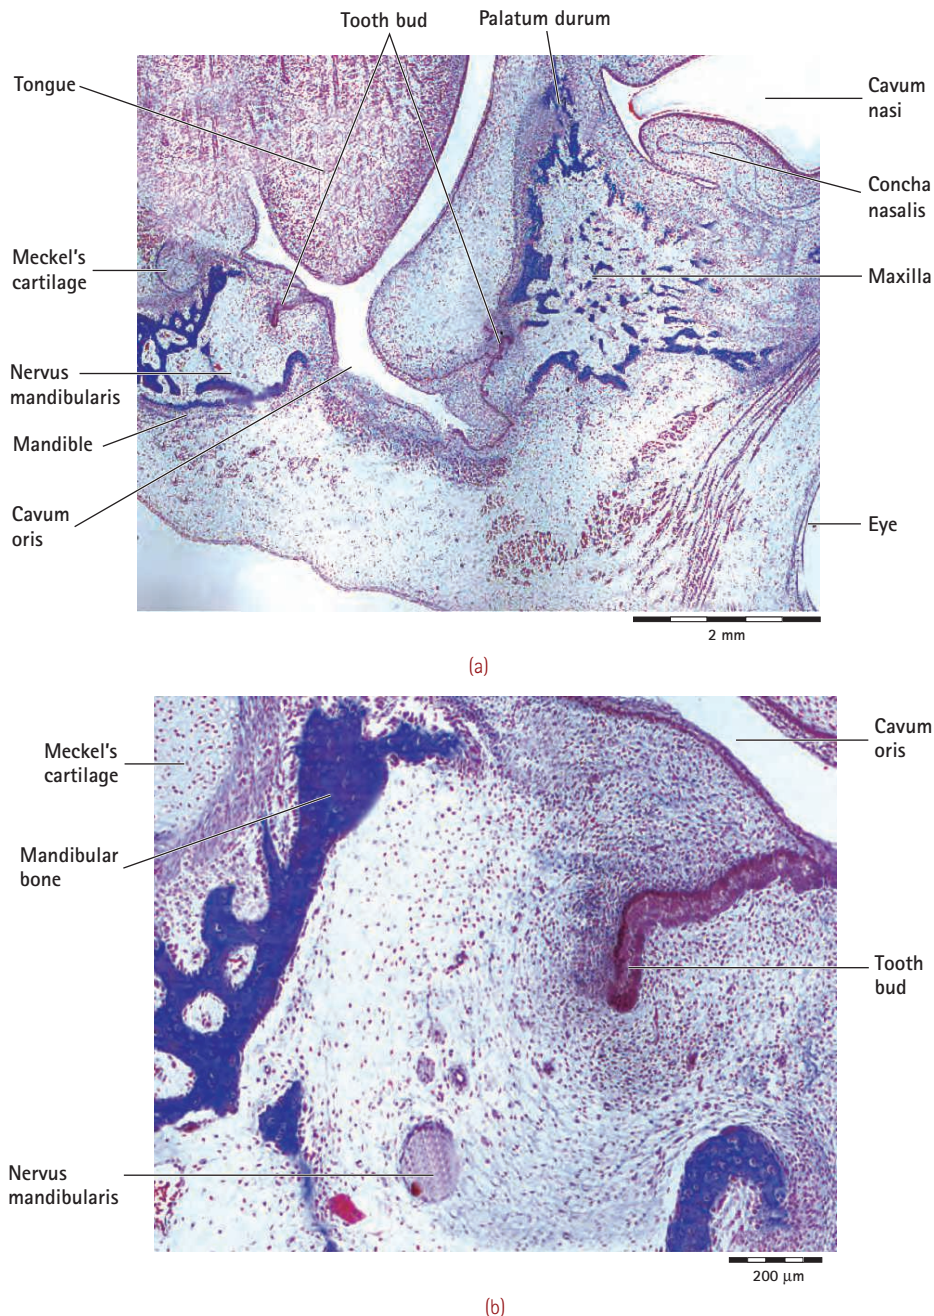 Tooth bud
Palatum durum
Tongue
Cavum
nasi
Concha
nasalis
Meckel's
cartilage
Maxilla
Nervus
mandibularis
Mandible
Cavum
oris
Eye
2 mm
(a)
Meckel's
cartilage
Cavum
oris
Mandibular
bone
Tooth
bud
Nervus
mandibularis
200 μm
(b)